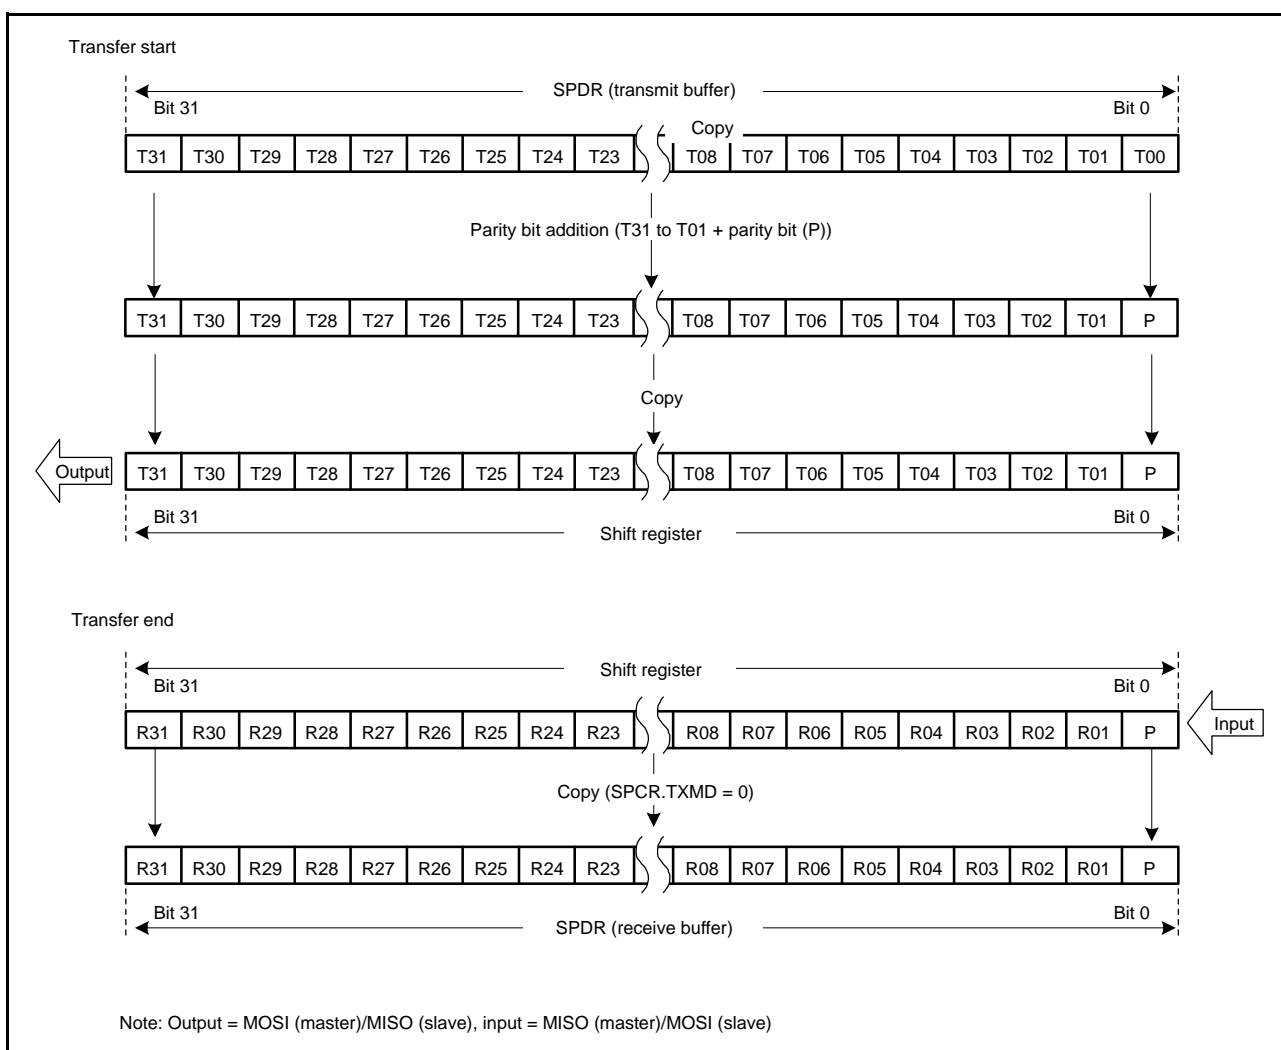 Transfer start
SPDR (transmit buffer)
Bit 31 Bit 0
Copy
T31 T30 T29 T28 T27 T26 T25 T24 T23 T08 T07 T06 T05 T04 T03 T02 T01 T00
Parity bit addition (T31 to T01 + parity bit (P))
T31 T30 T29 T28 T27 T26 T25 T24 T23 T08 T07 T06 T05 T04 T03 T02 T01 P
Copy
Output T31 T30 T29 T28 T27 T26 T25 T24 T23 T08 T07 T06 T05 T04 T03 T02 T01 P
Bit 31 Bit 0
Shift register
Transfer end
Shift register
Bit 31 Bit 0
R31 R30 R29 R28 R27 R26 R25 R24 R23 R08 R07 R06 R05 R04 R03 R02 R01 P Input
Copy (SPCR.TXMD = 0)
R31 R30 R29 R28 R27 R26 R25 R24 R23 R08 R07 R06 R05 R04 R03 R02 R01 P
Bit 31 Bit 0
SPDR (receive buffer)
Note: Output = MOSI (master)/MISO (slave), input = MISO (master)/MOSI (slave)